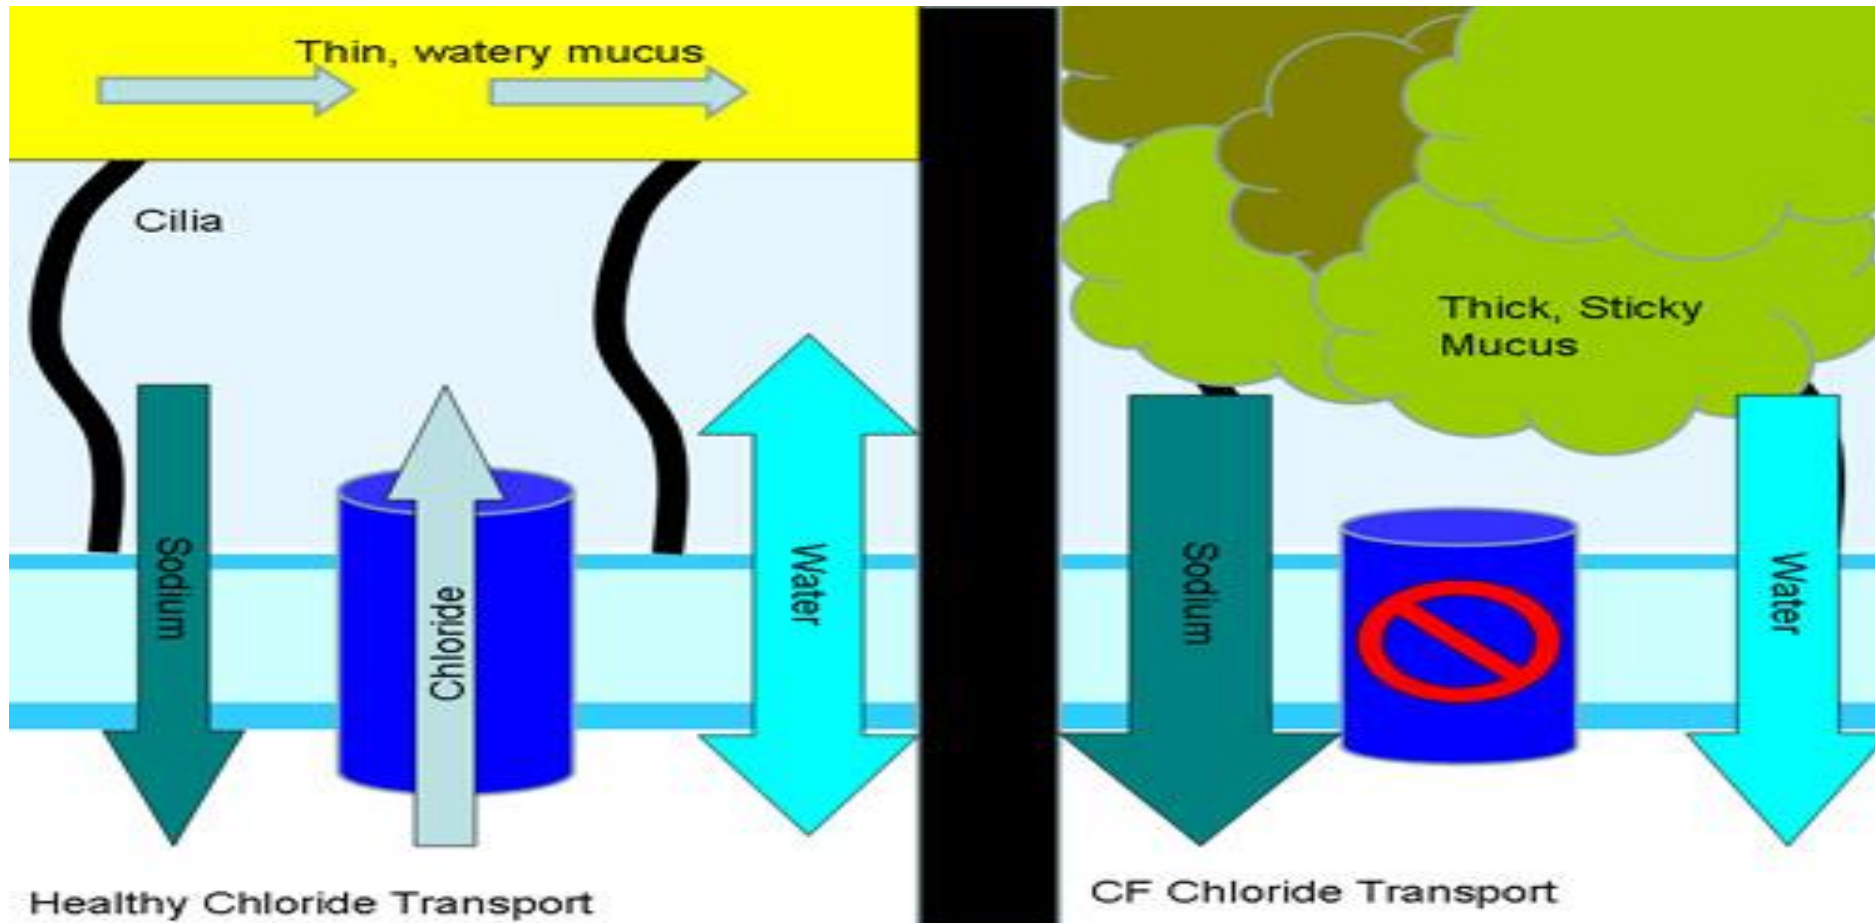 Thin, watery mucus
Cilia
Sodium
Chloride
Water
Healthy Chloride Transport
Thick, Sticky
Mucus
Sodium
Water
CF Chloride Transport